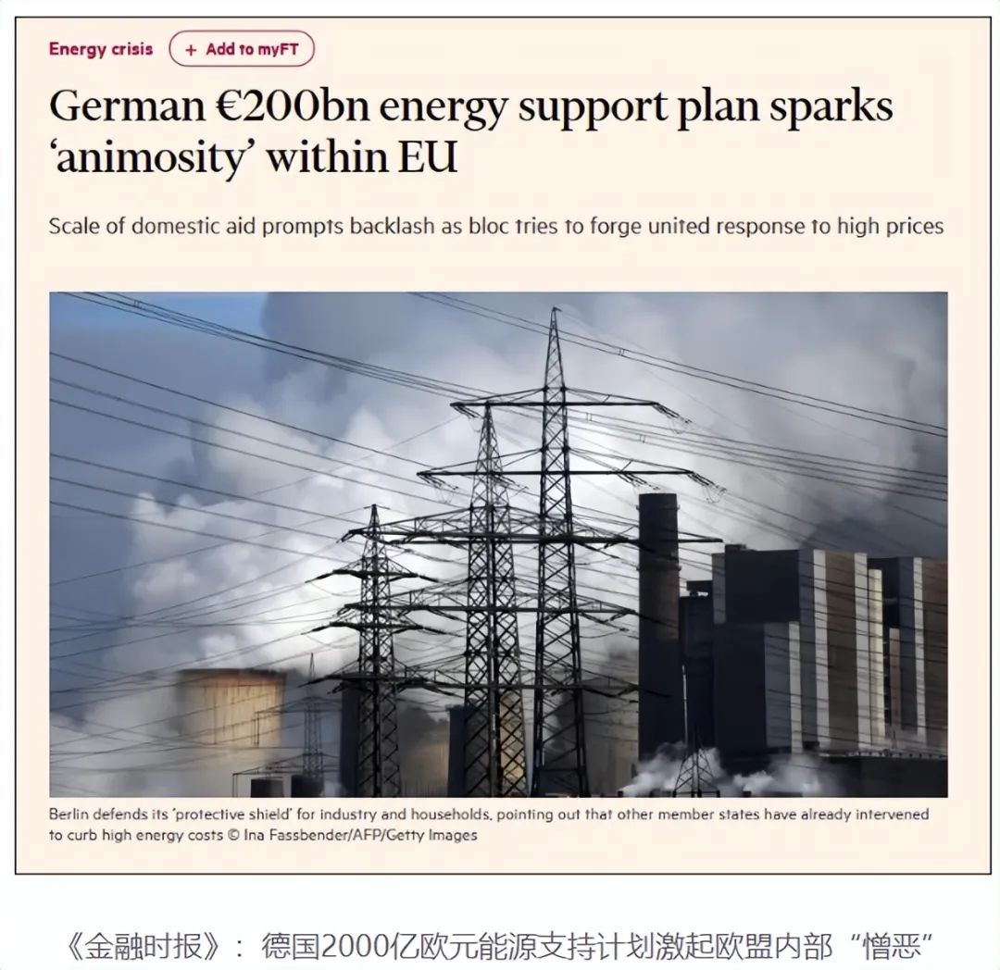 Energy crisis + Add to myFT
German €200bn energy support plan sparks
‘animosity’ within EU
Scale of domestic aid prompts backlash as bloc tries to forge united response to high prices
Berlin defends its ‘protective shield’ for industry and households, pointing out that other member states have already intervened
to curb high energy costs © Ina Fassbender/AFP/Getty Images
《金融时报》：德国2000亿欧元能源支持计划激起欧盟内部“憎恶”